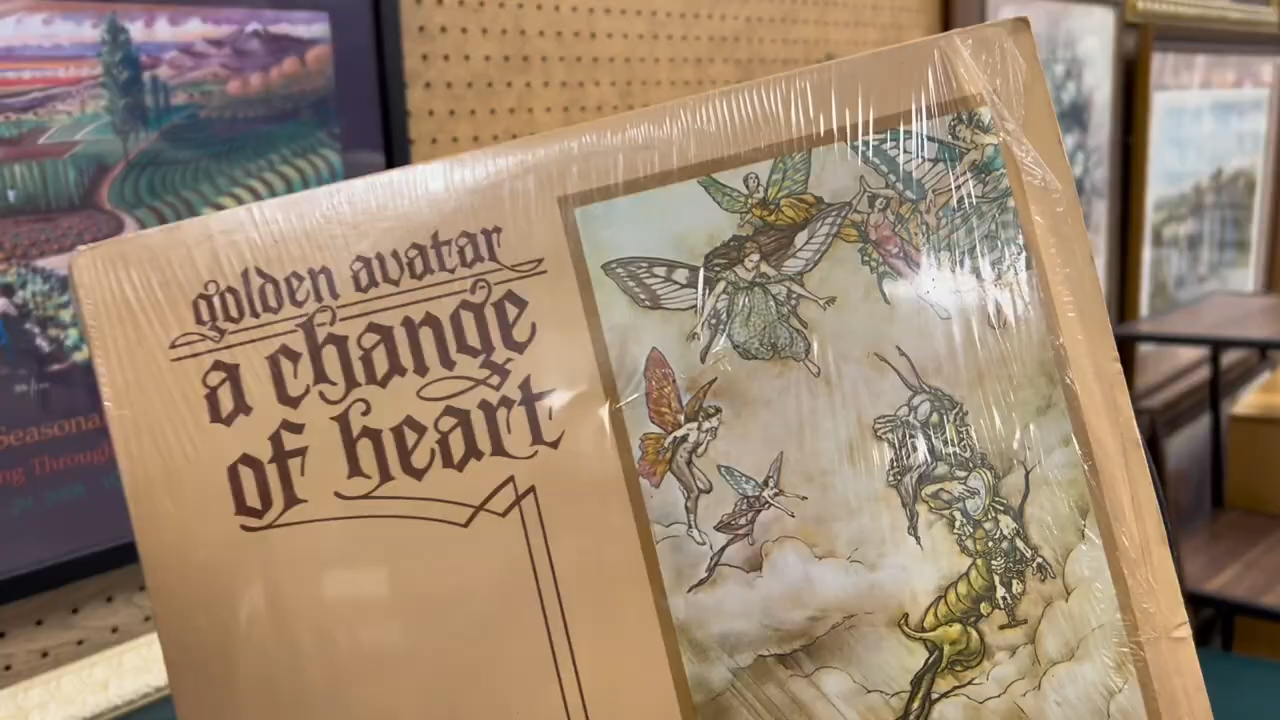 golden avatar
a change
of heart
Seasona
ng Through